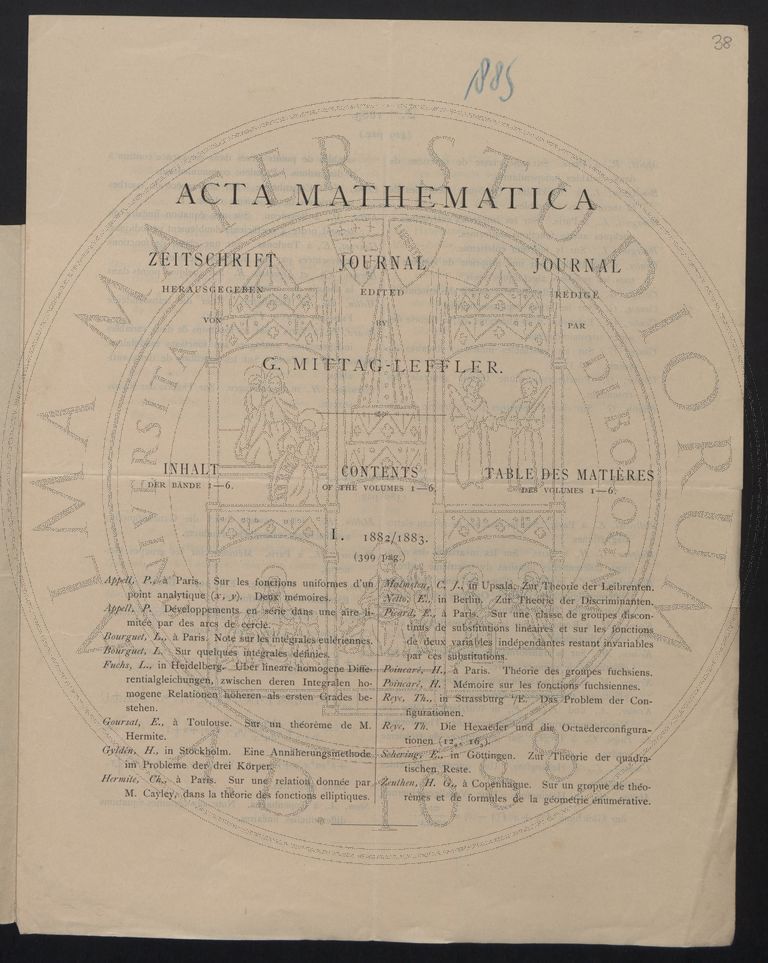 38
1885
ACTA MATHEMATICA
ZEITSCHRIFT
HERAUSGEGEBEN
VON
JOURNAL
EDITED
BY
JOURNAL
RÉDIGÉ
PAR
G. MITTAG-LEFFLER.
INHALT
DER BÄNDE 1—6.
CONTENTS
OF THE VOLUMES 1—6.
TABLE DES MATIÈRES
DES VOLUMES 1—6.
I. 1882/1883.
(399 pag.)
Appell, P., à Paris. Sur les fonctions uniformes d'un
point analytique (x, y). Deux mémoires.
Appell, P. Développements en série dans une aire li-
mitée par des arcs de cercle.
Bourguet, L., à Paris. Note sur les intégrales eulériennes.
Bourguet, L. Sur quelques intégrales définies.
Fuchs, L., in Heidelberg. Über lineare homogene Diffe-
rentialgleichungen, zwischen deren Integralen ho-
mogene Relationen höheren als ersten Grades be-
stehen.
Goursat, E., à Toulouse. Sur un théorème de M.
Hermite.
Gyldén, H., in Stockholm. Eine Annäherungsmethode
im Probleme der drei Körper.
Hermite, Ch., à Paris. Sur une relation donnée par
M. Cayley, dans la théorie des fonctions elliptiques.
Malmsten, C. J., in Upsala. Zur Theorie der Leibrenten.
Netto, E., in Berlin. Zur Theorie der Discriminanten.
Picard, E., à Paris. Sur une classe de groupes discon-
tinus de substitutions linéaires et sur les fonctions
de deux variables indépendantes restant invariables
par ces substitutions.
Poincaré, H., à Paris. Théorie des groupes fuchsiens.
Poincaré, H. Mémoire sur les fonctions fuchsiennes.
Reye, Th., in Strassburg i/E. Das Problem der Con-
figurationen.
Reye, Th. Die Hexaëder und die Octaëderconfigura-
tionen (12₆, 16₃).
Schering, E., in Göttingen. Zur Theorie der quadra-
tischen Reste.
Zeuthen, H. G., à Copenhague. Sur un gropue de théo-
rèmes et de formules de la géométrie énumérative.
ALMA MATER STUDIORUM
UNIVERSITA DI BOLOGNA
A.D. 1088